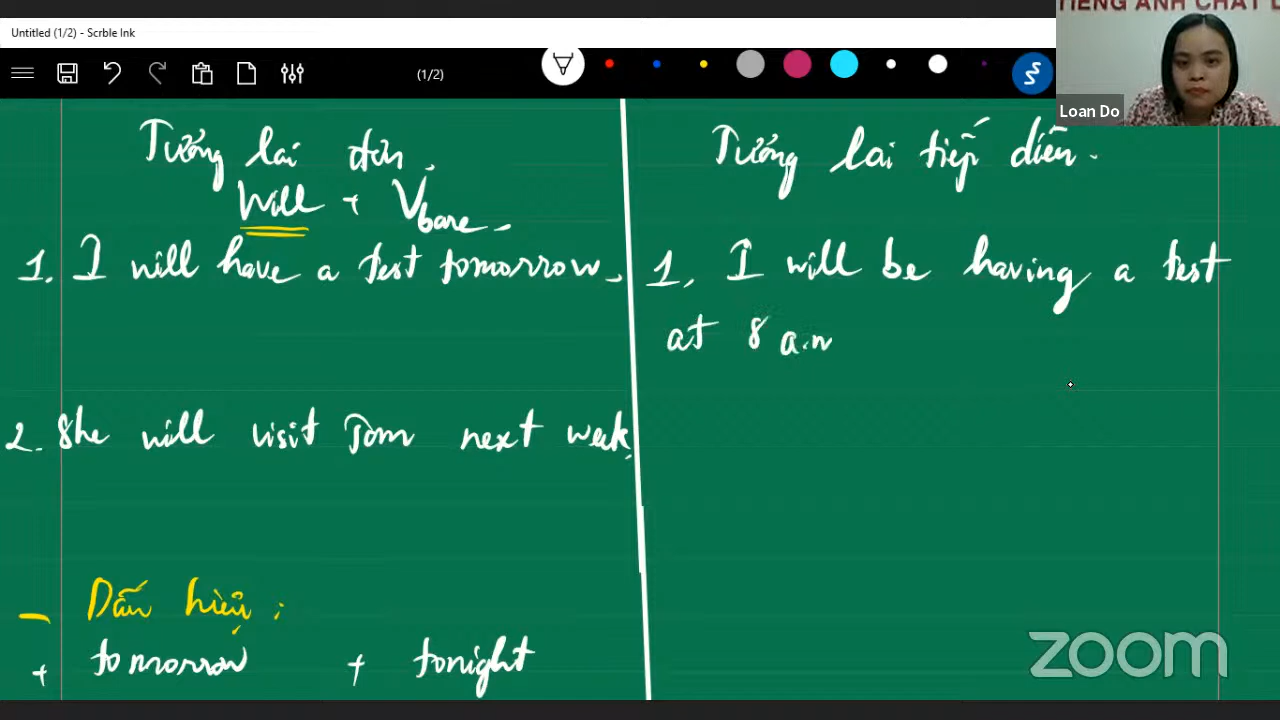 Untitled (1/2) - Scrble Ink
(1/2)
TIẾNG ANH CHẤT
Loan Do
Tương lai đơn.
Will + Vbare.
1. I will have a test tomorrow.
2. She will visit Tom next week.
- Dấu hiệu:
+ tomorrow + tonight
Tương lai tiếp diễn.
1. I will be having a test
at 8 a.m
zoom